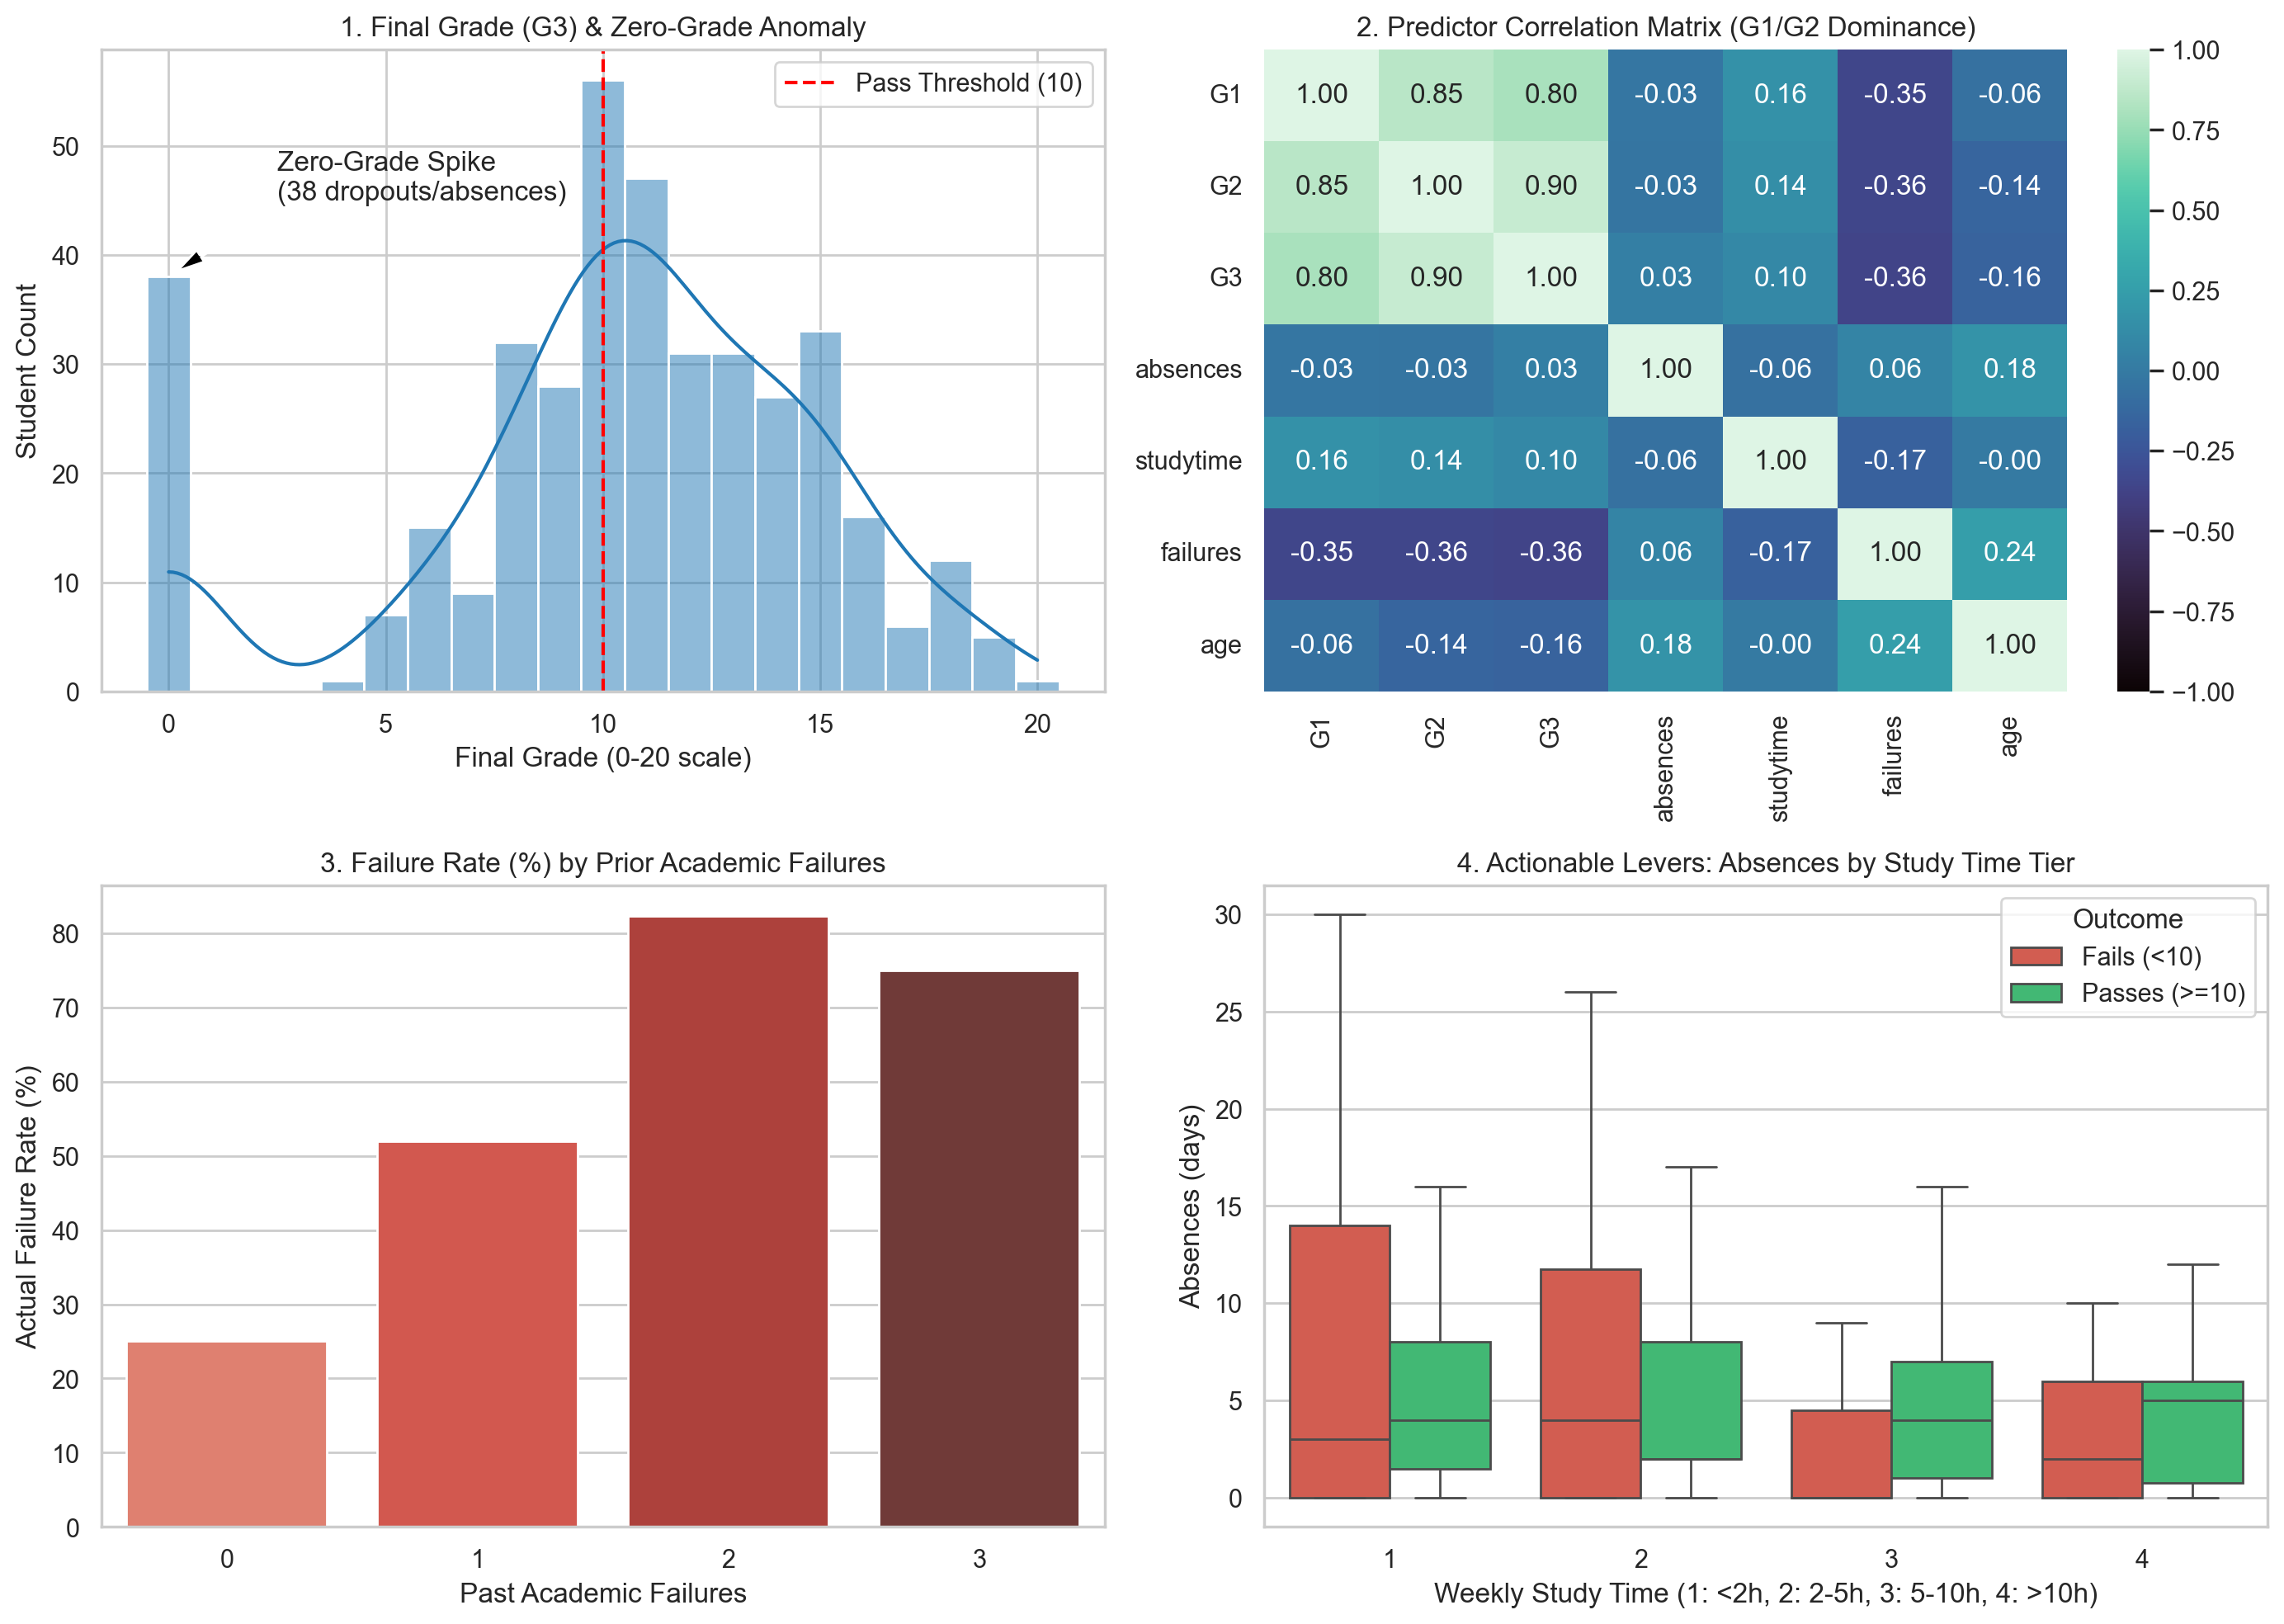 1. Final Grade (G3) & Zero-Grade Anomaly
Pass Threshold (10)
Zero-Grade Spike
(38 dropouts/absences)
Student Count
50
40
30
20
10
0
0 5 10 15 20
Final Grade (0-20 scale)
2. Predictor Correlation Matrix (G1/G2 Dominance)
G1 1.00 0.85 0.80 -0.03 0.16 -0.35 -0.06
G2 0.85 1.00 0.90 -0.03 0.14 -0.36 -0.14
G3 0.80 0.90 1.00 0.03 0.10 -0.36 -0.16
absences -0.03 -0.03 0.03 1.00 -0.06 0.06 0.18
studytime 0.16 0.14 0.10 -0.06 1.00 -0.17 -0.00
failures -0.35 -0.36 -0.36 0.06 -0.17 1.00 0.24
age -0.06 -0.14 -0.16 0.18 -0.00 0.24 1.00
G1 G2 G3 absences studytime failures age
1.00
0.75
0.50
0.25
0.00
−0.25
−0.50
−0.75
−1.00
3. Failure Rate (%) by Prior Academic Failures
Actual Failure Rate (%)
80
70
60
50
40
30
20
10
0
0 1 2 3
Past Academic Failures
4. Actionable Levers: Absences by Study Time Tier
Outcome
Fails (<10)
Passes (>=10)
Absences (days)
30
25
20
15
10
5
0
1 2 3 4
Weekly Study Time (1: <2h, 2: 2-5h, 3: 5-10h, 4: >10h)